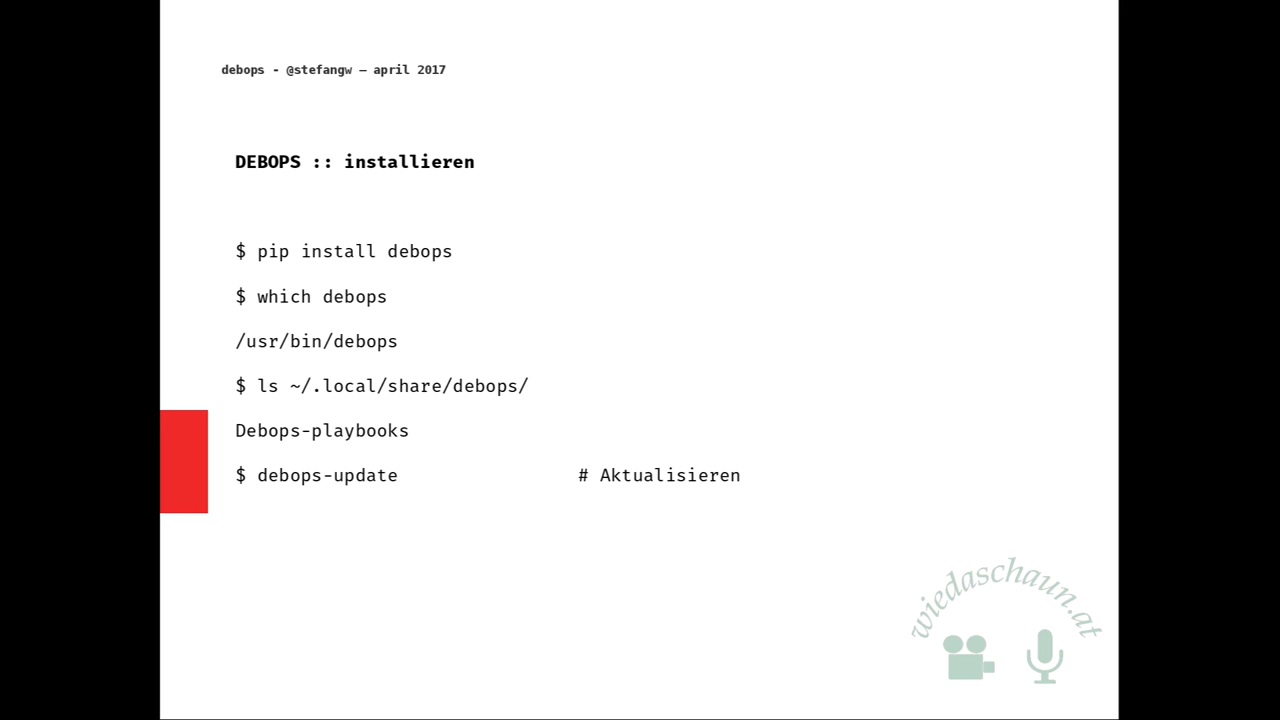 debops - @stefangw – april 2017
DEBOPS :: installieren
$ pip install debops
$ which debops
/usr/bin/debops
$ ls ~/.local/share/debops/
Debops-playbooks
$ debops-update # Aktualisieren
wiedaschaun.at